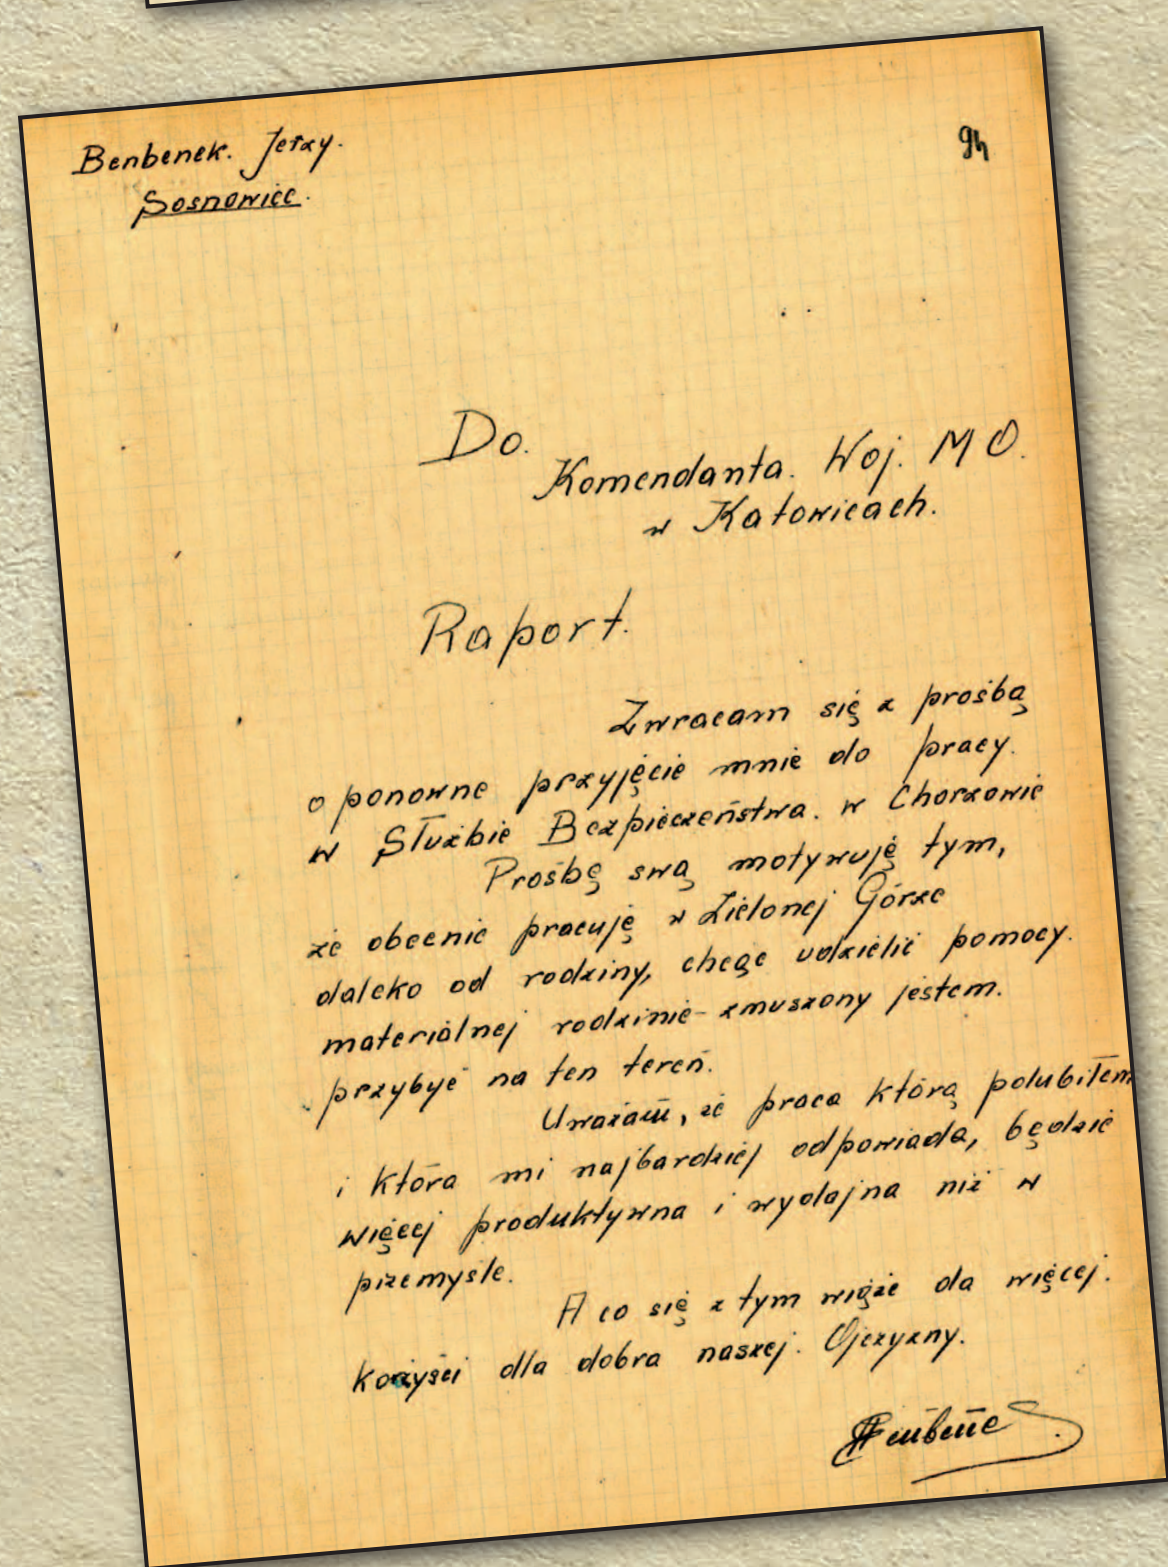 Benbenek. Jerzy.
Sosnowiec.
94
Do.
Komendanta. Woj. M O.
w Katowicach.
Raport.
Zwracam się z prośbą
o ponowne przyjęcie mnie do pracy.
w Służbie Bezpieczeństwa. w Chorzowie
Prośbę swą motywuję tym,
że obecnie pracuję w Zielonej Górze
daleko od rodziny, chcąc udzielić pomocy.
materialnej rodzinie - zmuszony jestem.
przybyć na ten teren.
Uważam, że praca którą polubiłem
i która mi najbardziej odpowiada, będzie
więcej produktywna i wydajna niż w
przemyśle.
A co się z tym wiąże da więcej.
korzyści dla dobra naszej. Ojczyzny.